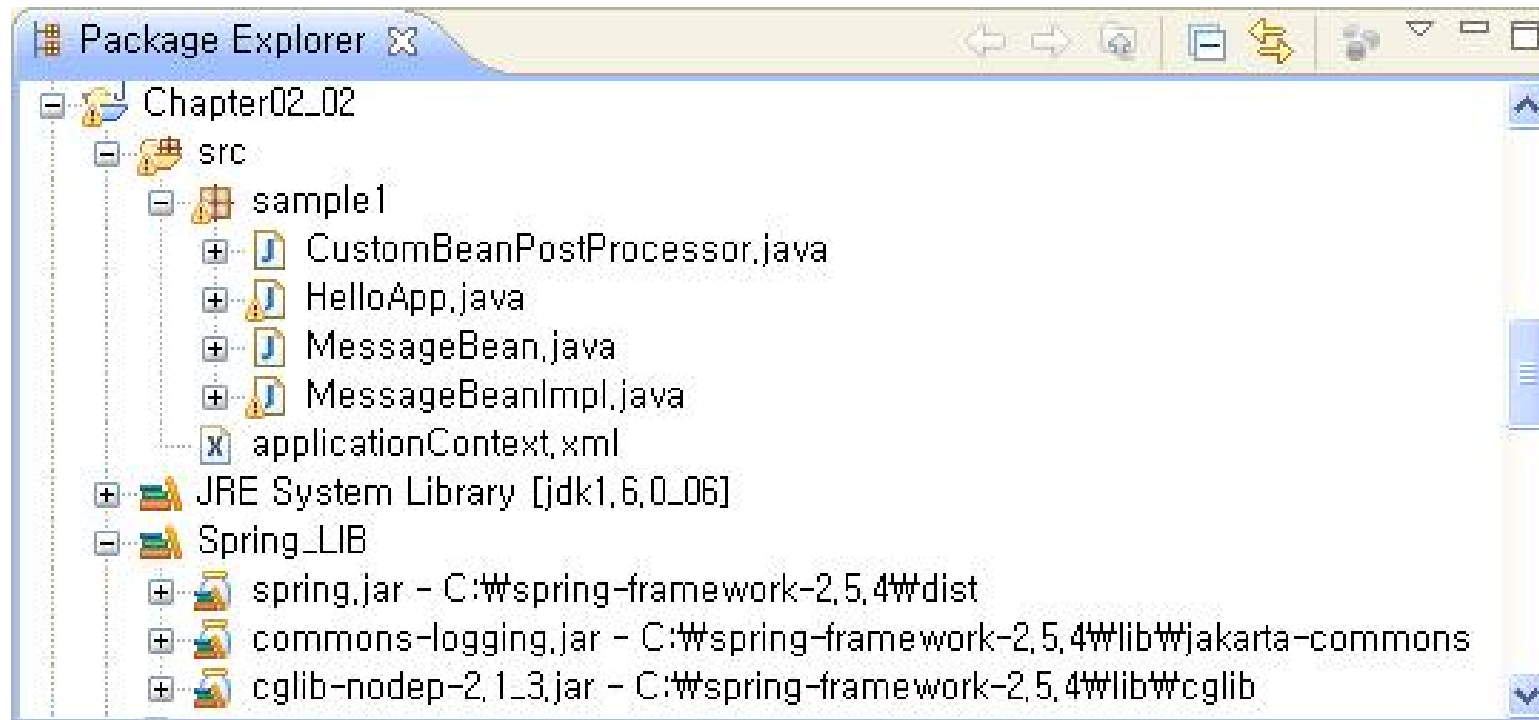 Package Explorer
Chapter02_02
src
sample1
CustomBeanPostProcessor.java
HelloApp.java
MessageBean.java
MessageBeanImpl.java
applicationContext.xml
JRE System Library [jdk1.6.0_06]
Spring_LIB
spring.jar - C:₩spring-framework-2.5.4₩dist
commons-logging.jar - C:₩spring-framework-2.5.4₩lib₩jakarta-commons
cglib-nodep-2.1_3.jar - C:₩spring-framework-2.5.4₩lib₩cglib